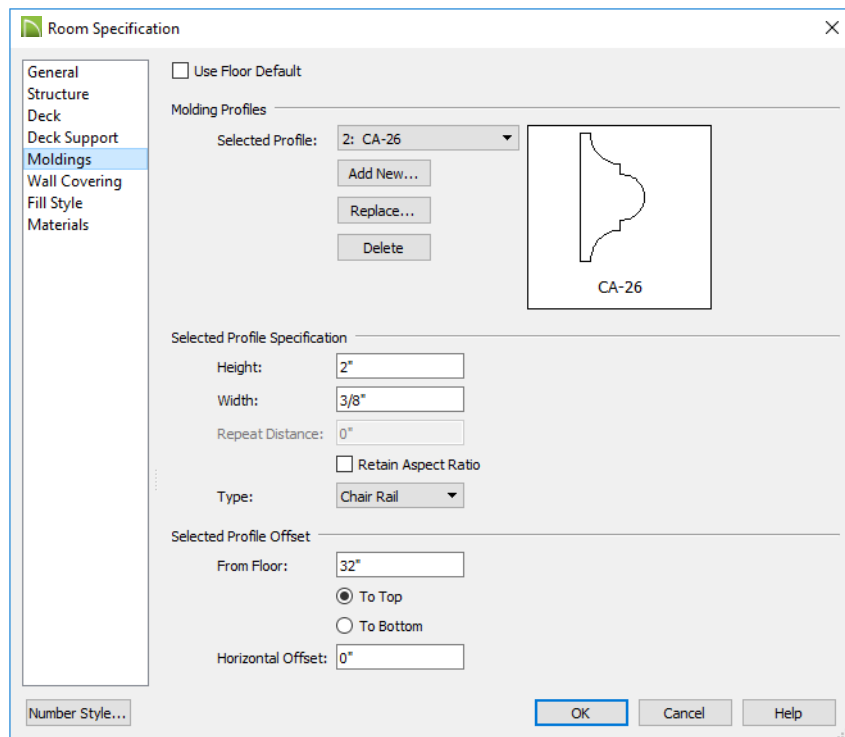 Room Specification
General
Structure
Deck
Deck Support
Moldings
Wall Covering
Fill Style
Materials
Use Floor Default
Molding Profiles
Selected Profile: 2: CA-26
Add New...
Replace...
Delete
CA-26
Selected Profile Specification
Height: 2"
Width: 3/8"
Repeat Distance: 0"
Retain Aspect Ratio
Type: Chair Rail
Selected Profile Offset
From Floor: 32"
To Top
To Bottom
Horizontal Offset: 0"
Number Style...
OK
Cancel
Help